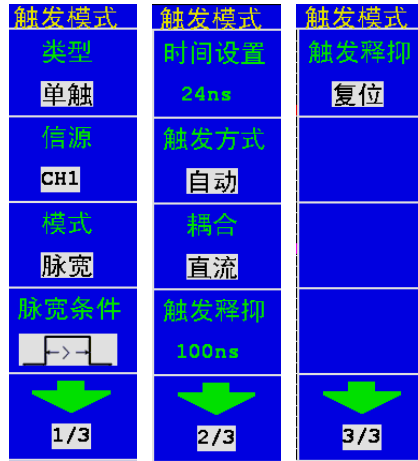 触发模式
类型
单触
信源
CH1
模式
脉宽
脉宽条件
1/3
触发模式
时间设置
24ns
触发方式
自动
耦合
直流
触发释抑
100ns
2/3
触发模式
触发释抑
复位
3/3